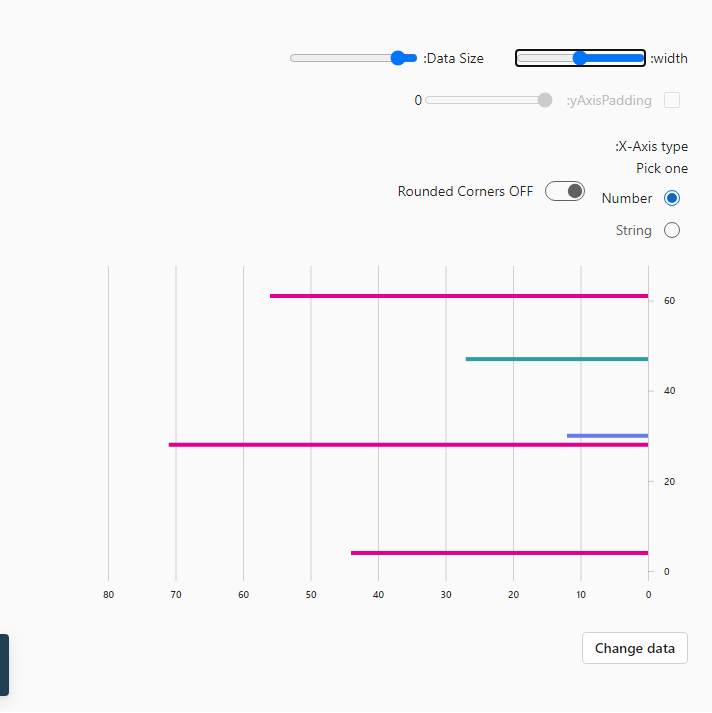 :width
:Data Size
:yAxisPadding 0
:X-Axis type
Pick one
Number
String
Rounded Corners OFF
60
40
20
0
80 70 60 50 40 30 20 10 0
Change data